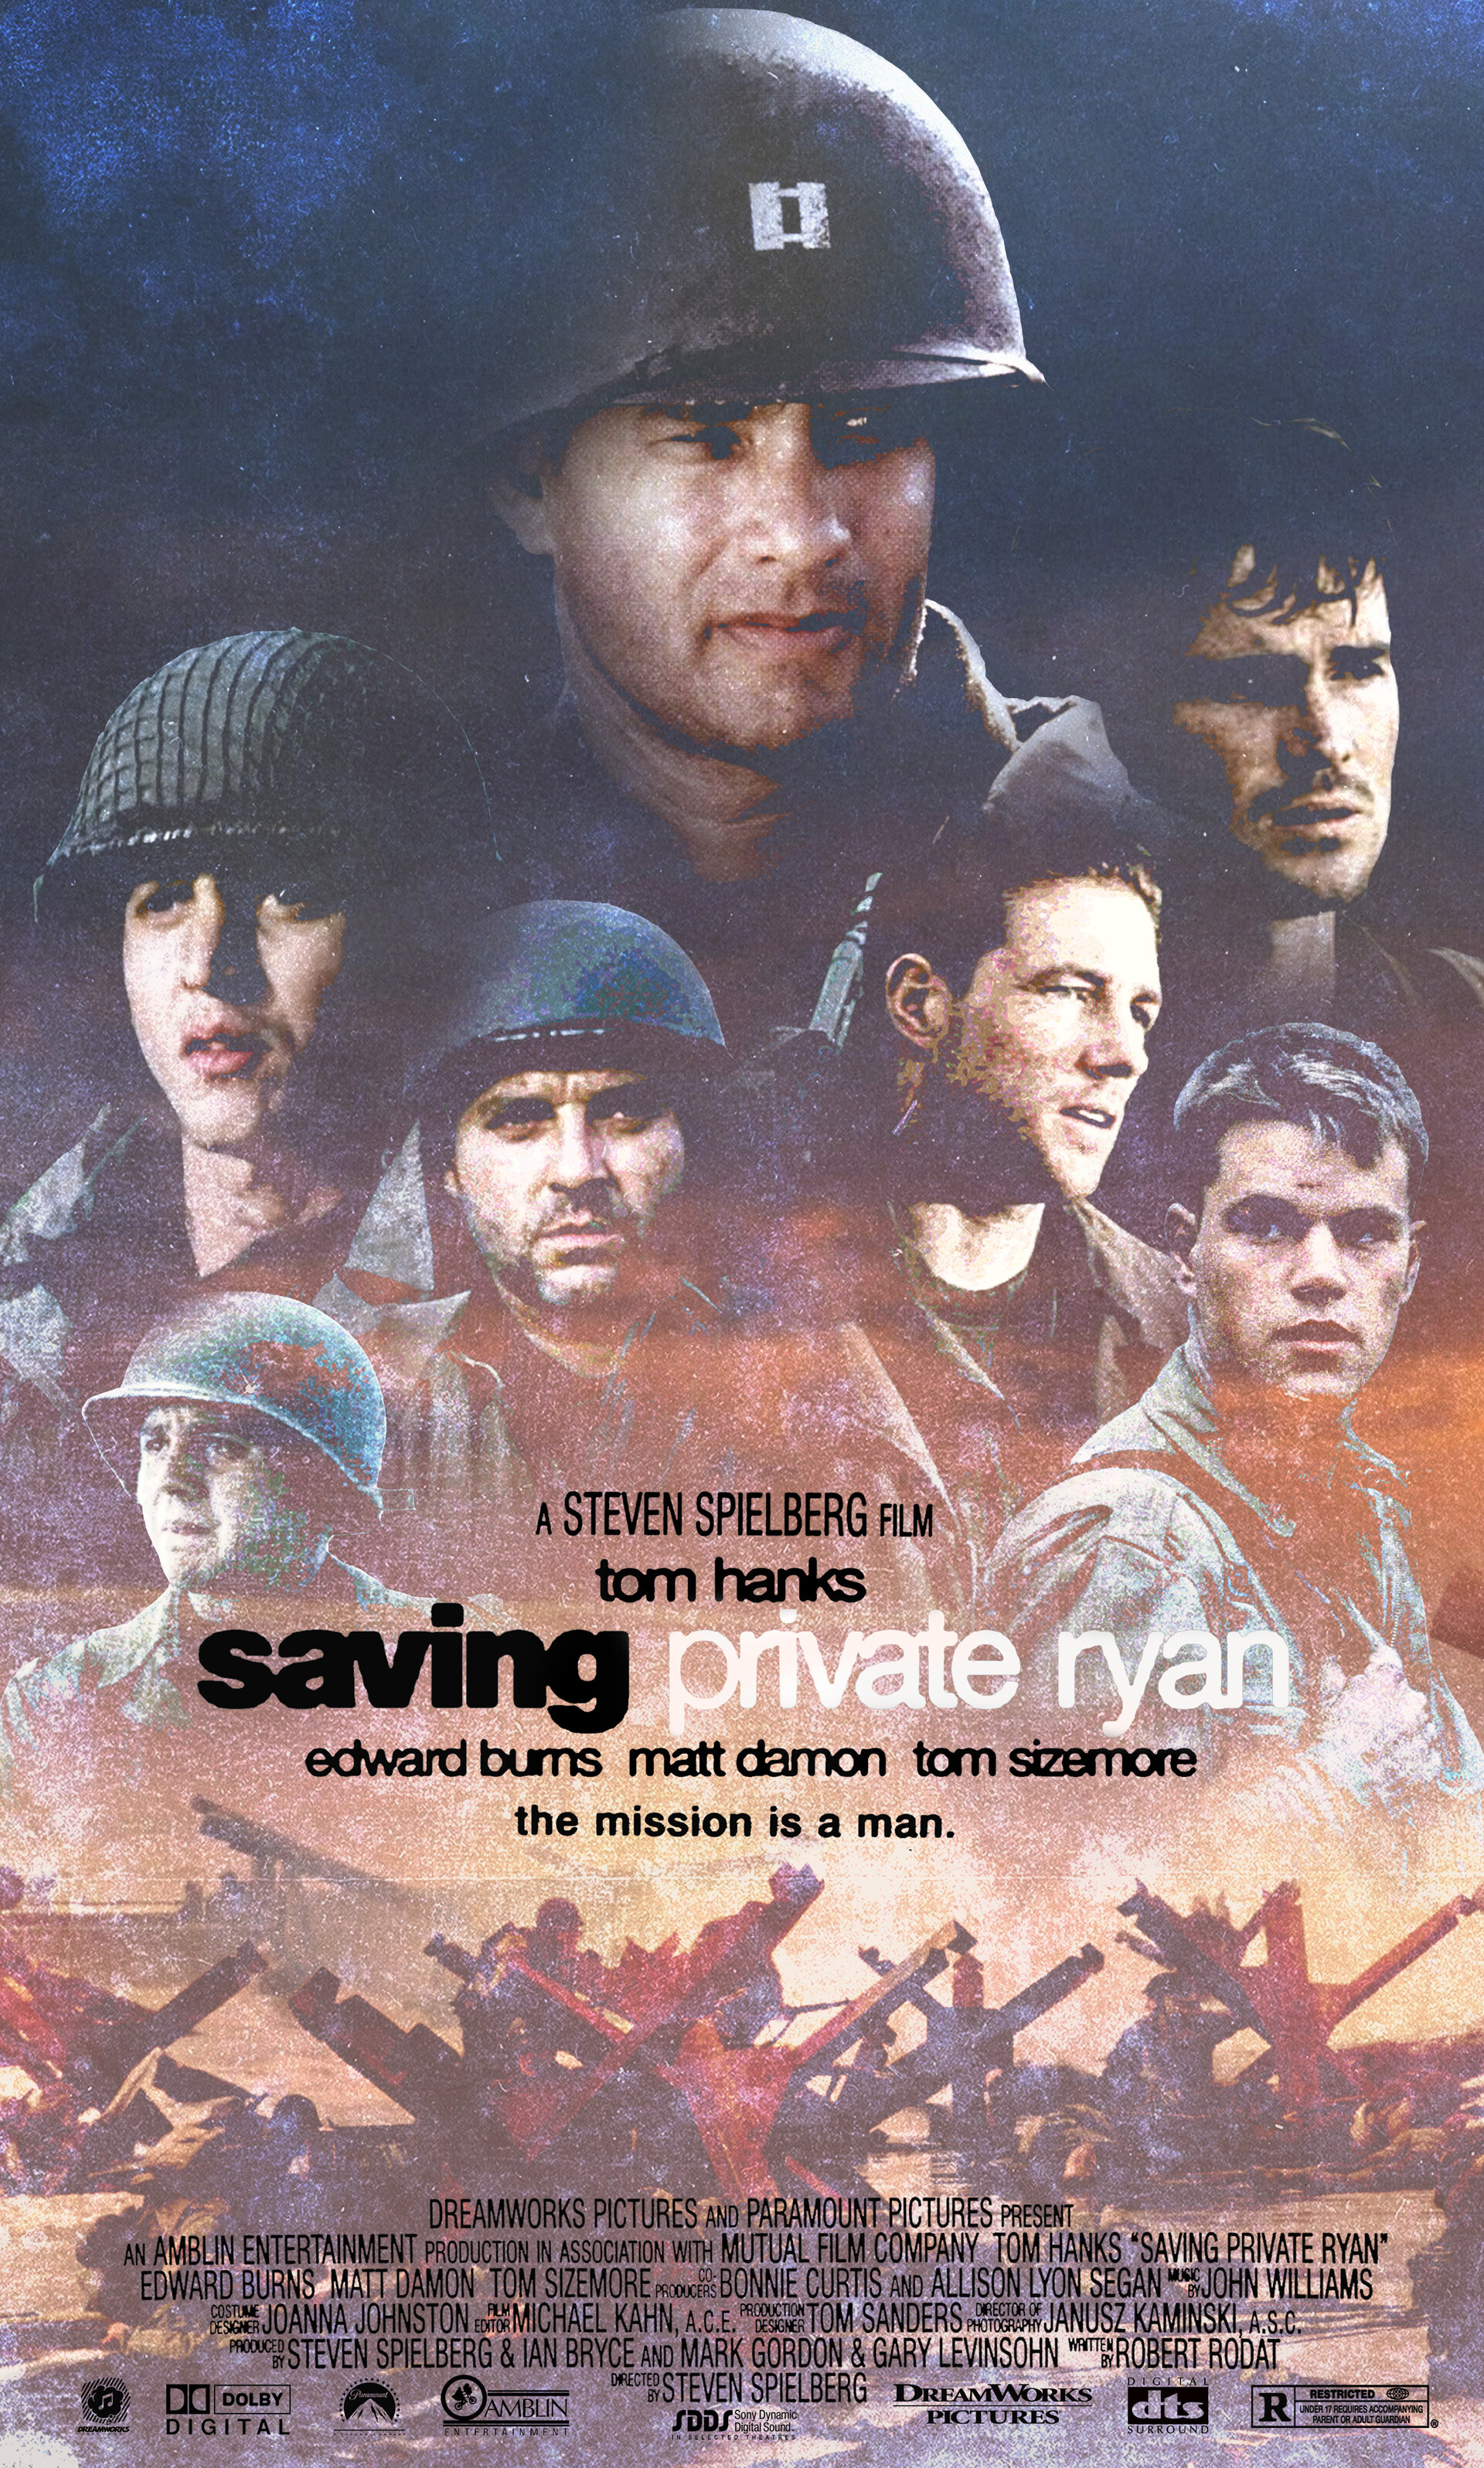 A STEVEN SPIELBERG FILM
tom hanks
saving private ryan
edward burns matt damon tom sizemore
the mission is a man.
DREAMWORKS PICTURES AND PARAMOUNT PICTURES PRESENT
AN AMBLIN ENTERTAINMENT PRODUCTION IN ASSOCIATION WITH MUTUAL FILM COMPANY TOM HANKS "SAVING PRIVATE RYAN"
EDWARD BURNS MATT DAMON TOM SIZEMORE CO-PRODUCERS BONNIE CURTIS AND ALLISON LYON SEGAN MUSIC BY JOHN WILLIAMS
COSTUME DESIGNER JOANNA JOHNSTON FILM EDITOR MICHAEL KAHN, A.C.E. PRODUCTION DESIGNER TOM SANDERS DIRECTOR OF PHOTOGRAPHY JANUSZ KAMINSKI, A.S.C.
PRODUCED BY STEVEN SPIELBERG & IAN BRYCE AND MARK GORDON & GARY LEVINSOHN WRITTEN BY ROBERT RODAT
DIRECTED BY STEVEN SPIELBERG
DREAMWORKS
DOLBY
DIGITAL
Paramount
AMBLIN
ENTERTAINMENT
SDDS Sony Dynamic Digital Sound
IN SELECTED THEATRES
DREAMWORKS
PICTURES
DIGITAL
dts
SURROUND
R RESTRICTED
UNDER 17 REQUIRES ACCOMPANYING
PARENT OR ADULT GUARDIAN ®